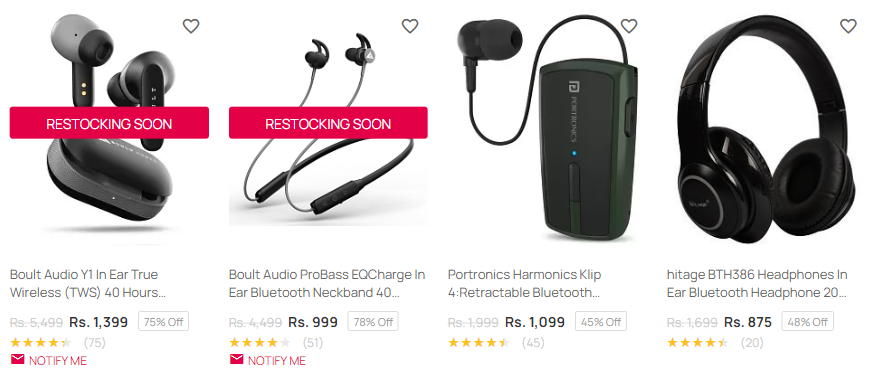 RESTOCKING SOON
RESTOCKING SOON
PORTRONICS
Boult Audio Y1 In Ear True
Wireless (TWS) 40 Hours...
Rs. 5,499 Rs. 1,399 75% Off
(75)
NOTIFY ME
Boult Audio ProBass EQCharge In
Ear Bluetooth Neckband 40...
Rs. 4,499 Rs. 999 78% Off
(51)
NOTIFY ME
Portronics Harmonics Klip
4:Retractable Bluetooth...
Rs. 1,999 Rs. 1,099 45% Off
(45)
hitage BTH386 Headphones In
Ear Bluetooth Headphone 20...
Rs. 1,699 Rs. 875 48% Off
(20)